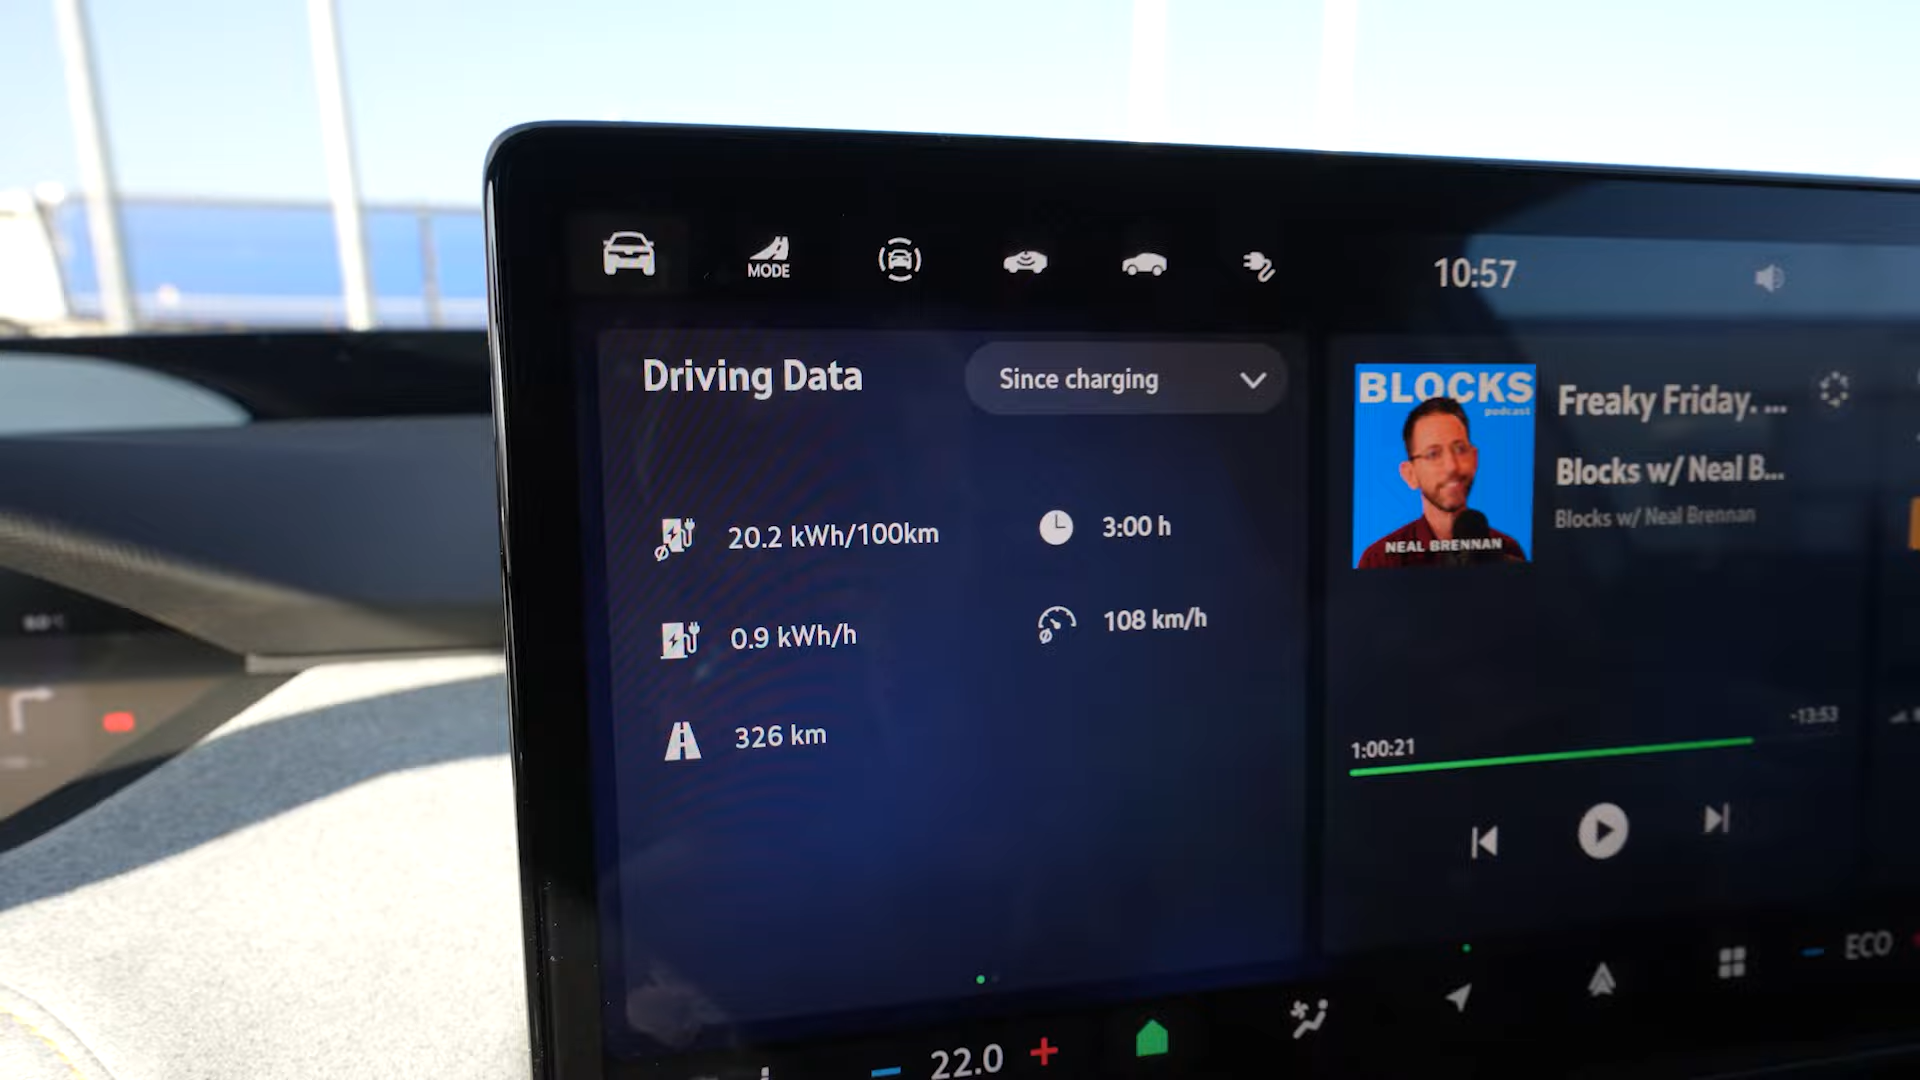 MODE
10:57
Driving Data
Since charging
20.2 kWh/100km
3:00 h
0.9 kWh/h
108 km/h
326 km
BLOCKS
podcast
NEAL BRENNAN
Freaky Friday. ...
Blocks w/ Neal B...
Blocks w/ Neal Brennan
1:00:21
-13:53
22.0
ECO